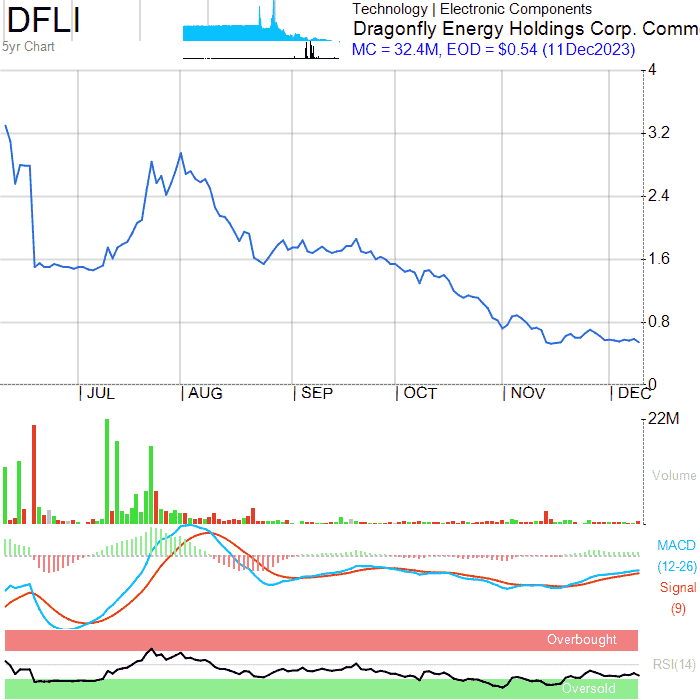 DFLI
5yr Chart
Technology | Electronic Components
Dragonfly Energy Holdings Corp. Comm
MC = 32.4M, EOD = $0.54 (11Dec2023)
4
3.2
2.4
1.6
0.8
0
JUL
AUG
SEP
OCT
NOV
DEC
22M
Volume
MACD
(12-26)
Signal
(9)
Overbought
RSI(14)
Oversold